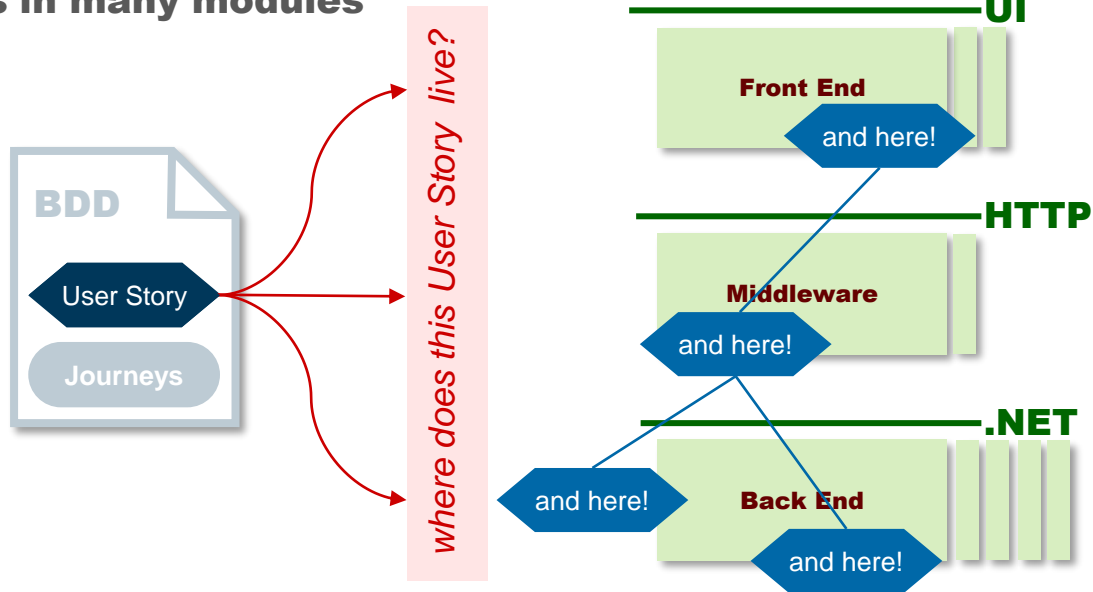 s in many modules
BDD
User Story
Journeys
where does this User Story live?
UI
Front End
and here!
HTTP
Middleware
and here!
.NET
and here!
Back End
and here!